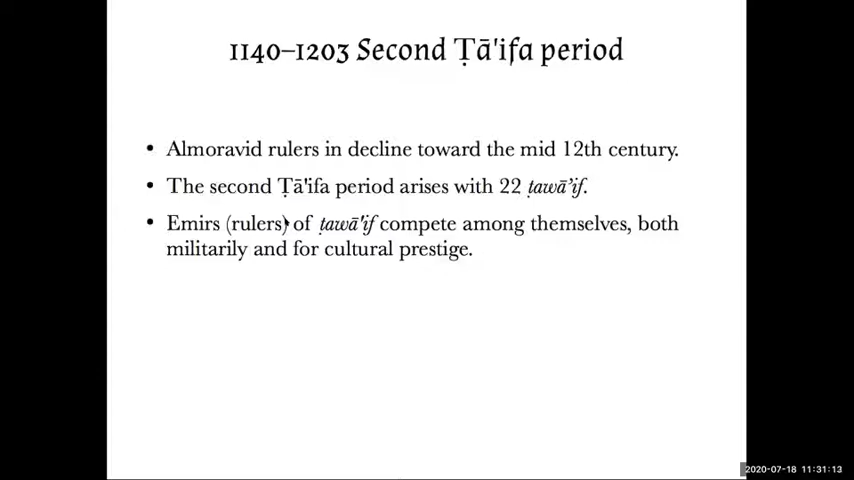 1140–1203 Second Ṭā'ifa period
• Almoravid rulers in decline toward the mid 12th century.
• The second Ṭā'ifa period arises with 22 ṭawā’if.
• Emirs (rulers) of ṭawā'if compete among themselves, both
militarily and for cultural prestige.
2020-07-18 11:31:13